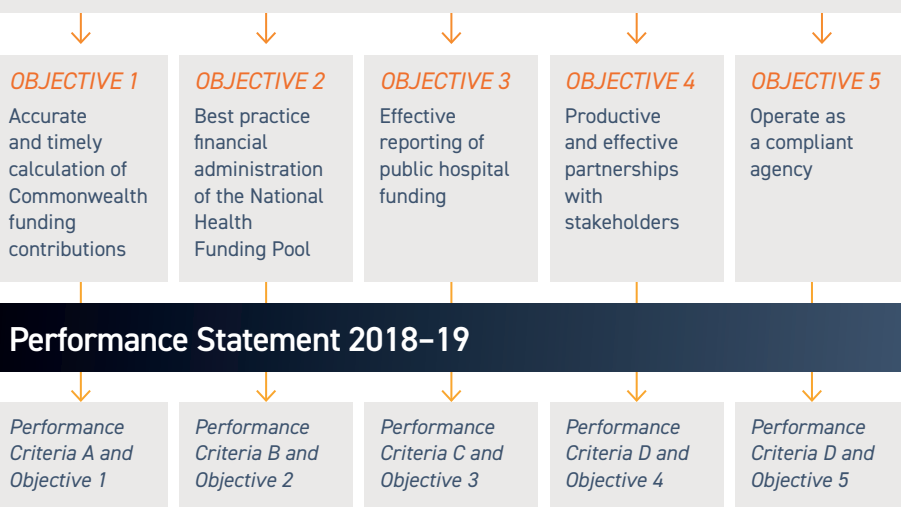 OBJECTIVE 1
Accurate
and timely
calculation of
Commonwealth
funding
contributions
OBJECTIVE 2
Best practice
financial
administration
of the National
Health
Funding Pool
OBJECTIVE 3
Effective
reporting of
public hospital
funding
OBJECTIVE 4
Productive
and effective
partnerships
with
stakeholders
OBJECTIVE 5
Operate as
a compliant
agency
Performance Statement 2018–19
Performance
Criteria A and
Objective 1
Performance
Criteria B and
Objective 2
Performance
Criteria C and
Objective 3
Performance
Criteria D and
Objective 4
Performance
Criteria D and
Objective 5